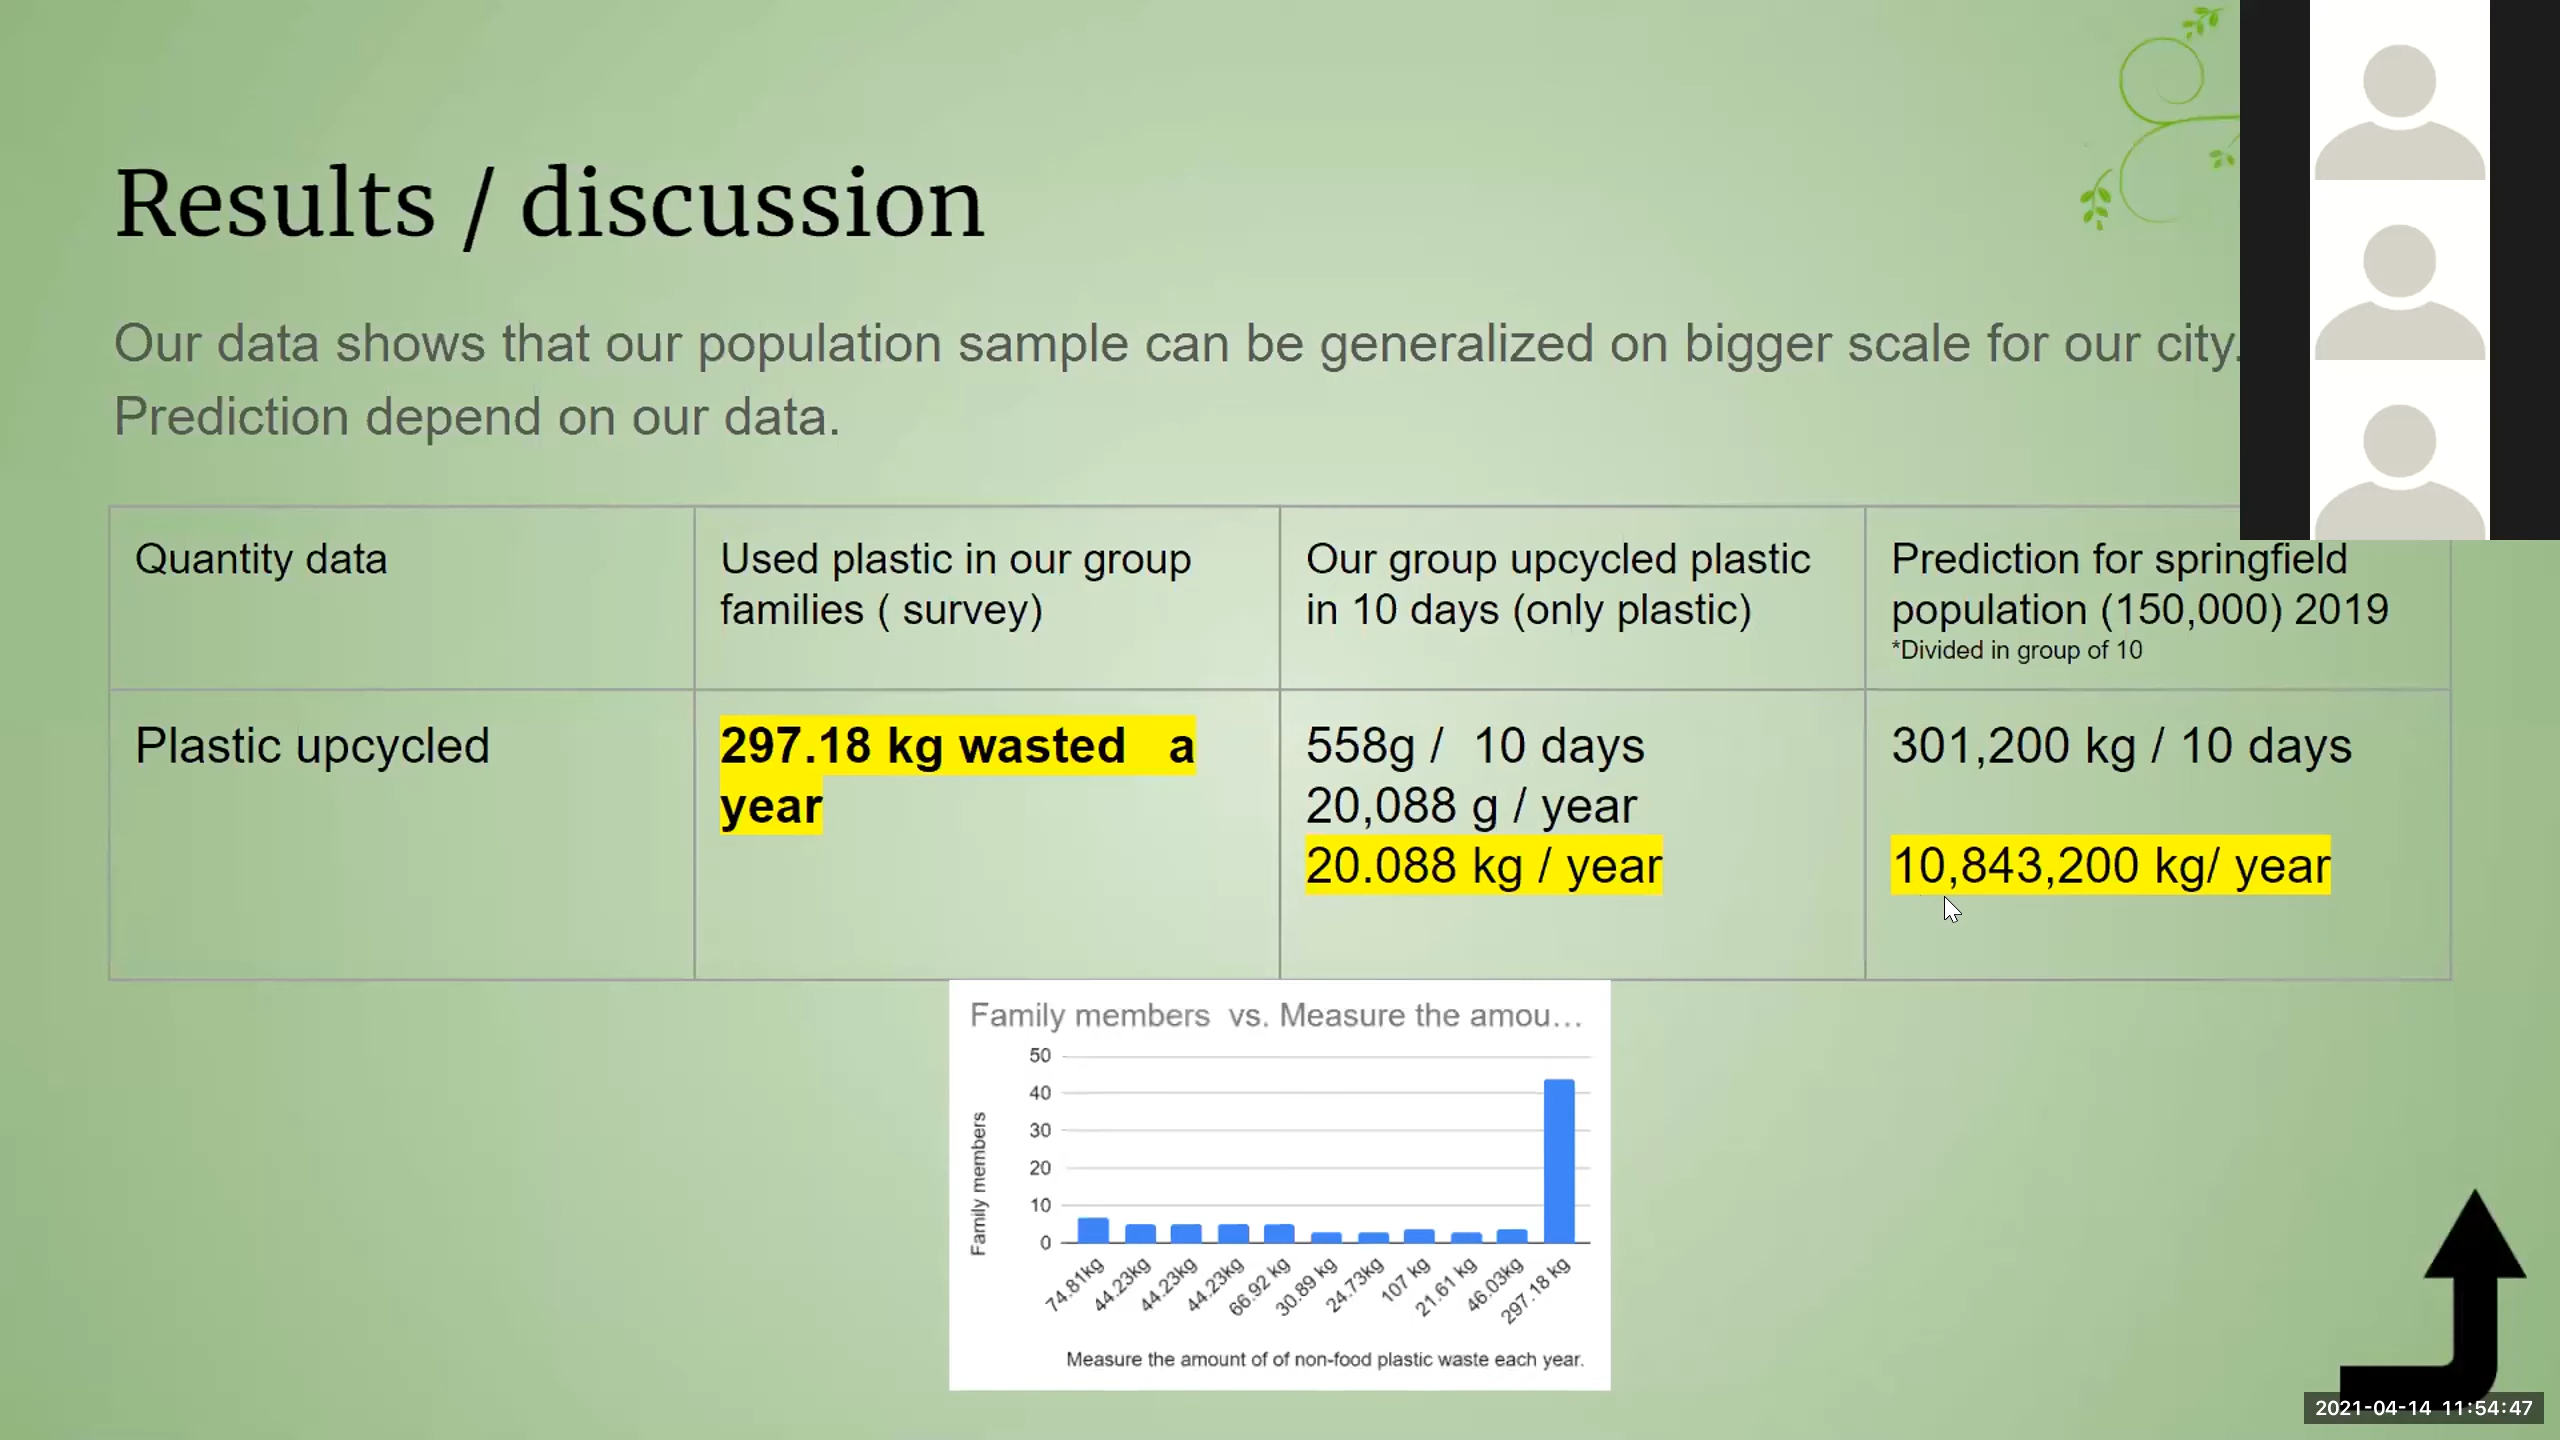 Results / discussion
Our data shows that our population sample can be generalized on bigger scale for our city.
Prediction depend on our data.
Quantity data
Used plastic in our group
families ( survey)
Our group upcycled plastic
in 10 days (only plastic)
Prediction for springfield
population (150,000) 2019
*Divided in group of 10
Plastic upcycled
297.18 kg wasted a
year
558g / 10 days
20,088 g / year
20.088 kg / year
301,200 kg / 10 days
10,843,200 kg/ year
Family members vs. Measure the amou...
Family members
50
40
30
20
10
0
74.81kg
44.23kg
44.23kg
44.23kg
66.92 kg
30.89 kg
24.73kg
107 kg
21.61 kg
46.03kg
297.18 kg
Measure the amount of of non-food plastic waste each year.
2021-04-14 11:54:47